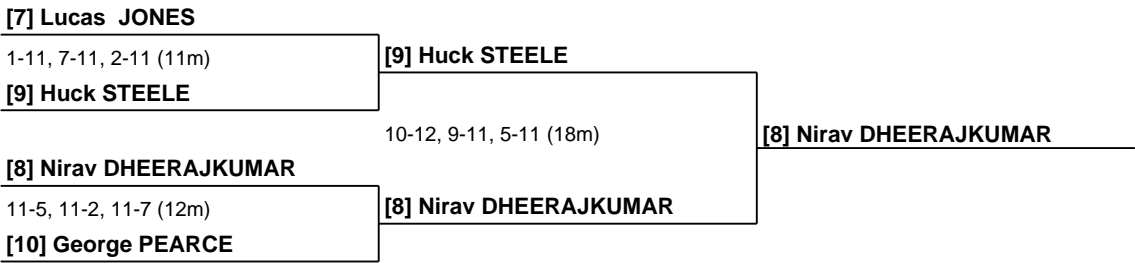 [7] Lucas JONES
1-11, 7-11, 2-11 (11m)
[9] Huck STEELE
[9] Huck STEELE
10-12, 9-11, 5-11 (18m)
[8] Nirav DHEERAJKUMAR
[8] Nirav DHEERAJKUMAR
11-5, 11-2, 11-7 (12m)
[8] Nirav DHEERAJKUMAR
[10] George PEARCE